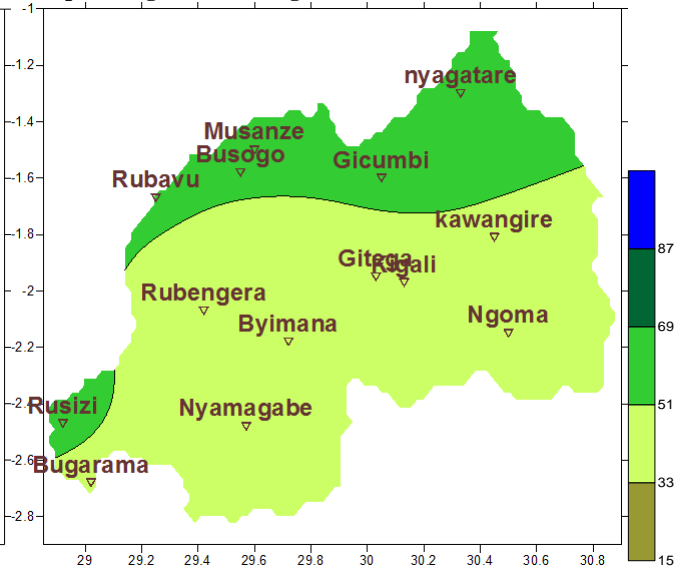 -1
-1.2
nyagatare
-1.4
Musanze
Busogo
Gicumbi
Rubavu
-1.6
kawangire
-1.8
Gitega
Kigali
-2
Rubengera
Ngoma
Byimana
-2.2
Rusizi
Nyamagabe
-2.4
-2.6
Bugarama
-2.8
29 29.2 29.4 29.6 29.8 30 30.2 30.4 30.6 30.8
87
69
51
33
15